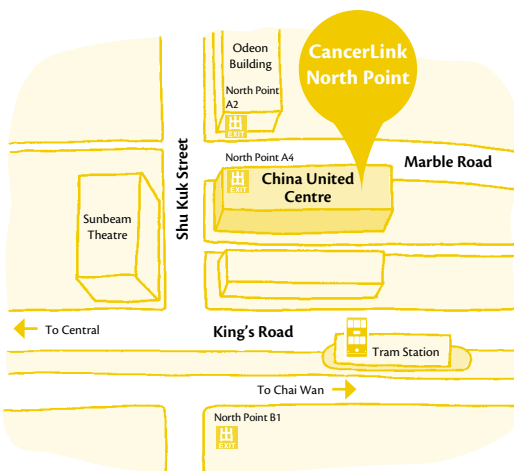 Odeon
Building
CancerLink
North Point
North Point
A2
EXIT
Shu Kuk Street
North Point A4
EXIT
Marble Road
China United
Centre
Sunbeam
Theatre
To Central
King's Road
Tram Station
To Chai Wan
North Point B1
EXIT